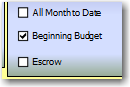 All Month to Date
Beginning Budget
Escrow